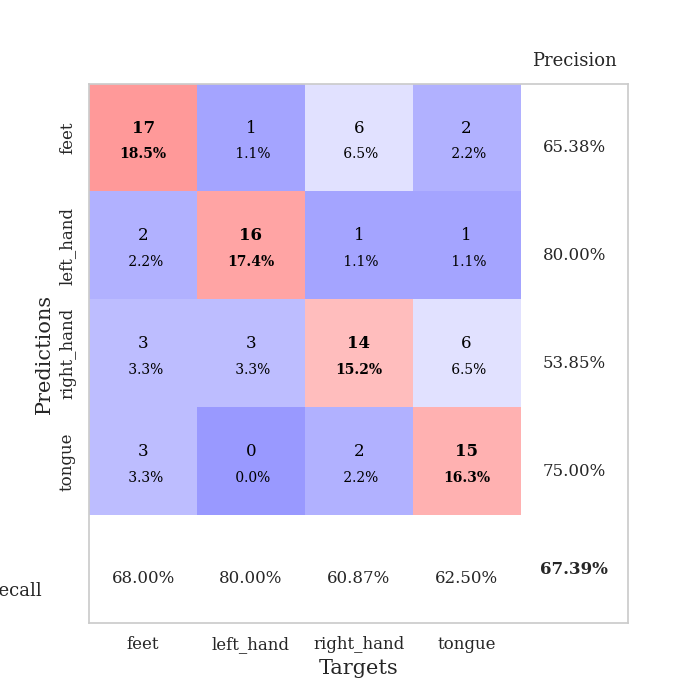 Precision
feet
17 1 6 2
18.5% 1.1% 6.5% 2.2%
65.38%
left_hand
2 16 1 1
2.2% 17.4% 1.1% 1.1%
80.00%
Predictions
right_hand
3 3 14 6
3.3% 3.3% 15.2% 6.5%
53.85%
tongue
3 0 2 15
3.3% 0.0% 2.2% 16.3%
75.00%
ecall
68.00% 80.00% 60.87% 62.50% 67.39%
feet left_hand right_hand tongue
Targets